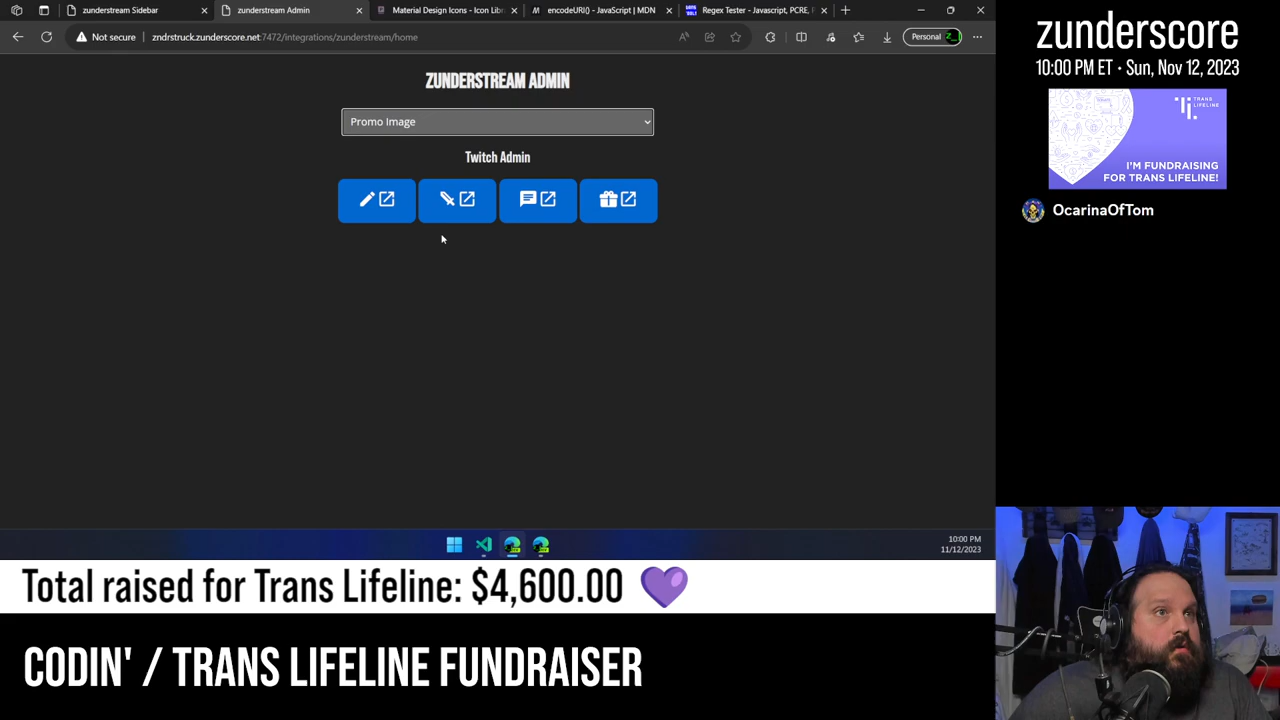 zunderstream Sidebar
zunderstream Admin
Material Design Icons - Icon Libr
encodeURI() - JavaScript | MDN
Regex Tester - Javascript, PCRE, P
Not secure
zndrstruck.zunderscore.net:7472/integrations/zunderstream/home
Personal
ZUNDERSTREAM ADMIN
Promo Image
Twitch Admin
10:00 PM
11/12/2023
zunderscore
10:00 PM ET • Sun, Nov 12, 2023
TRANS
LIFELINE
I'M FUNDRAISING
FOR TRANS LIFELINE!
OcarinaOfTom
Total raised for Trans Lifeline: $4,600.00
CODIN' / TRANS LIFELINE FUNDRAISER